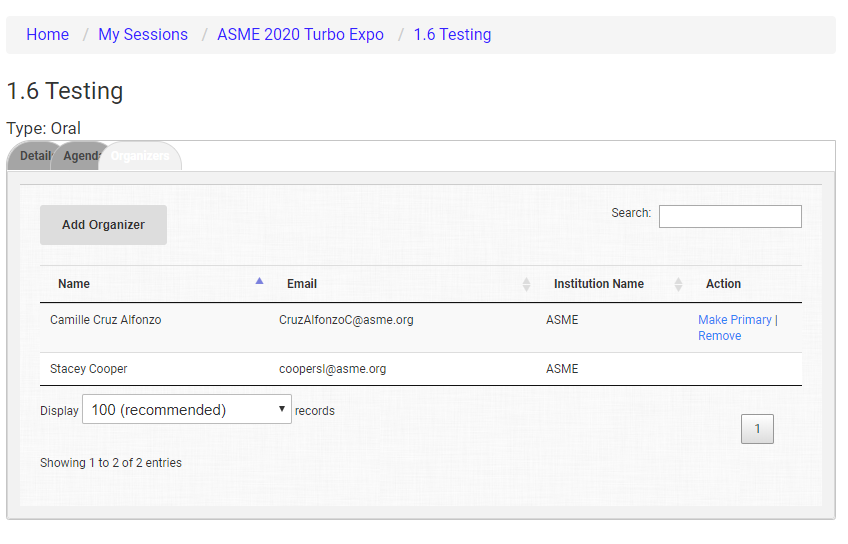 Home / My Sessions / ASME 2020 Turbo Expo / 1.6 Testing
1.6 Testing
Type: Oral
Detail Agend Organizers
Add Organizer Search:
Name Email Institution Name Action
Camille Cruz Alfonzo CruzAlfonzoC@asme.org ASME Make Primary |
Remove
Stacey Cooper coopersl@asme.org ASME
Display 100 (recommended) records
1
Showing 1 to 2 of 2 entries